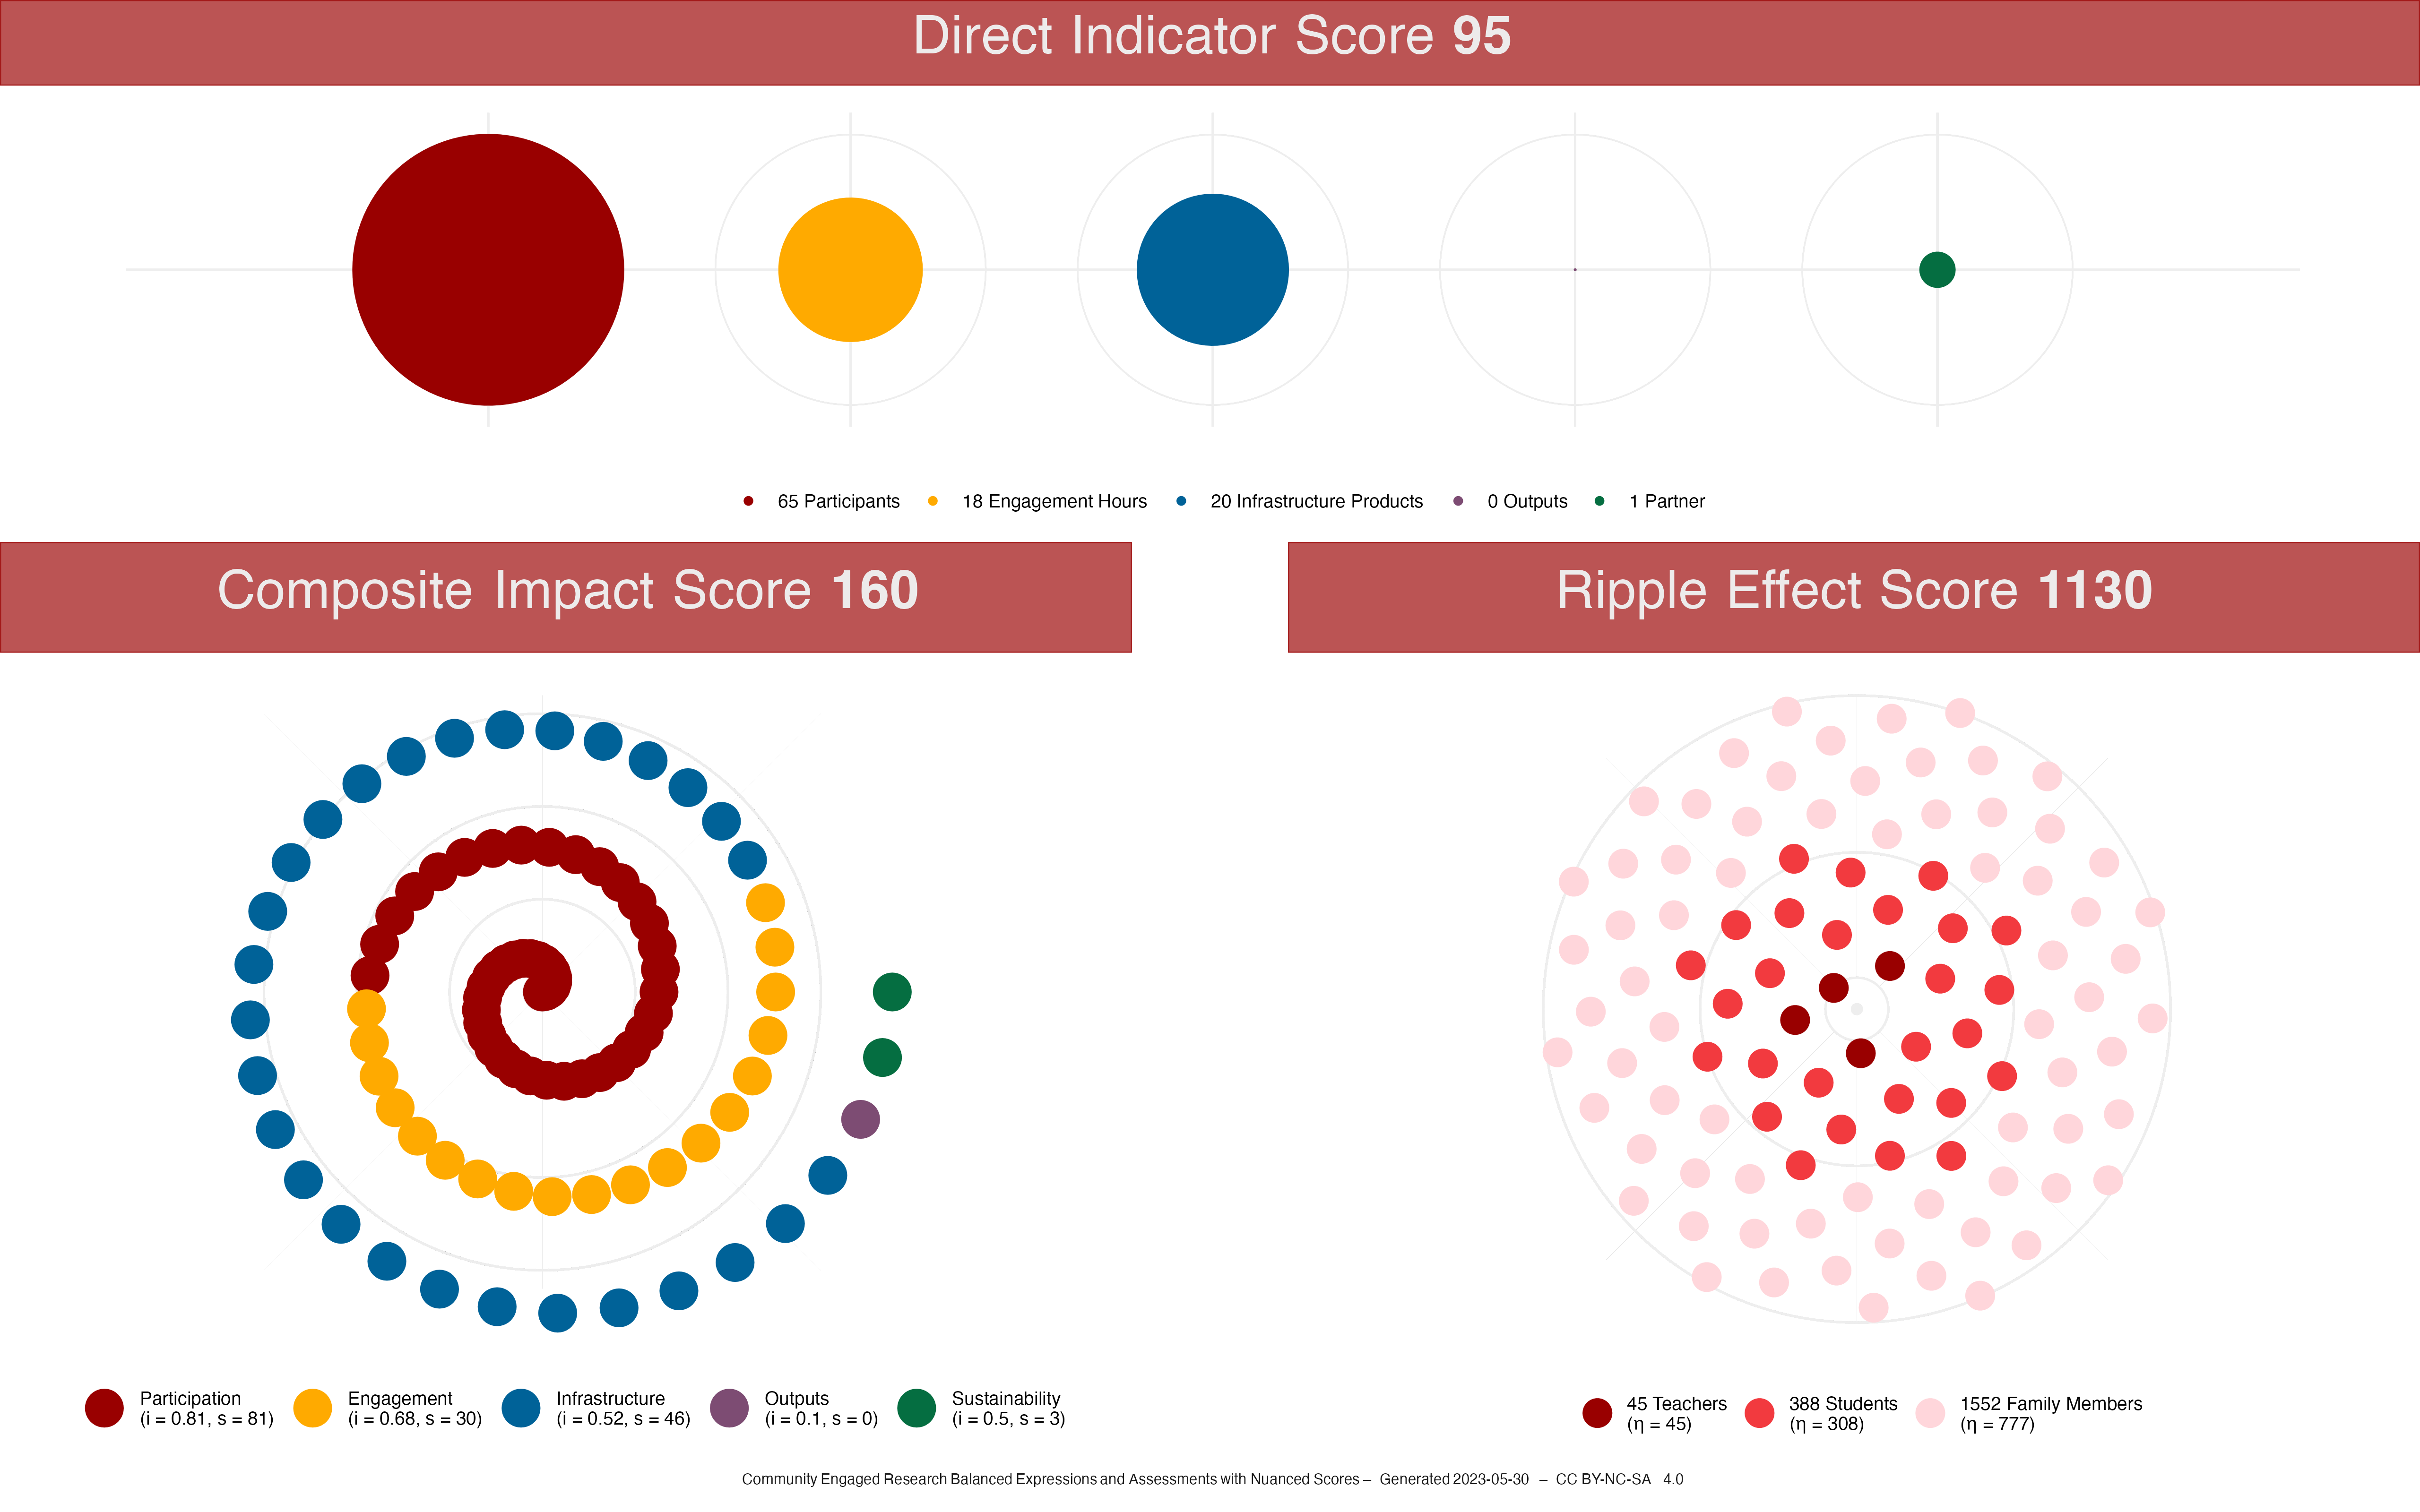 Direct Indicator Score 95
65 Participants
18 Engagement Hours
20 Infrastructure Products
0 Outputs
1 Partner
Composite Impact Score 160
Ripple Effect Score 1130
Participation
(i = 0.81, s = 81)
Engagement
(i = 0.68, s = 30)
Infrastructure
(i = 0.52, s = 46)
Outputs
(i = 0.1, s = 0)
Sustainability
(i = 0.5, s = 3)
45 Teachers
(η = 45)
388 Students
(η = 308)
1552 Family Members
(η = 777)
Community Engaged Research Balanced Expressions and Assessments with Nuanced Scores – Generated 2023-05-30 – CC BY-NC-SA 4.0